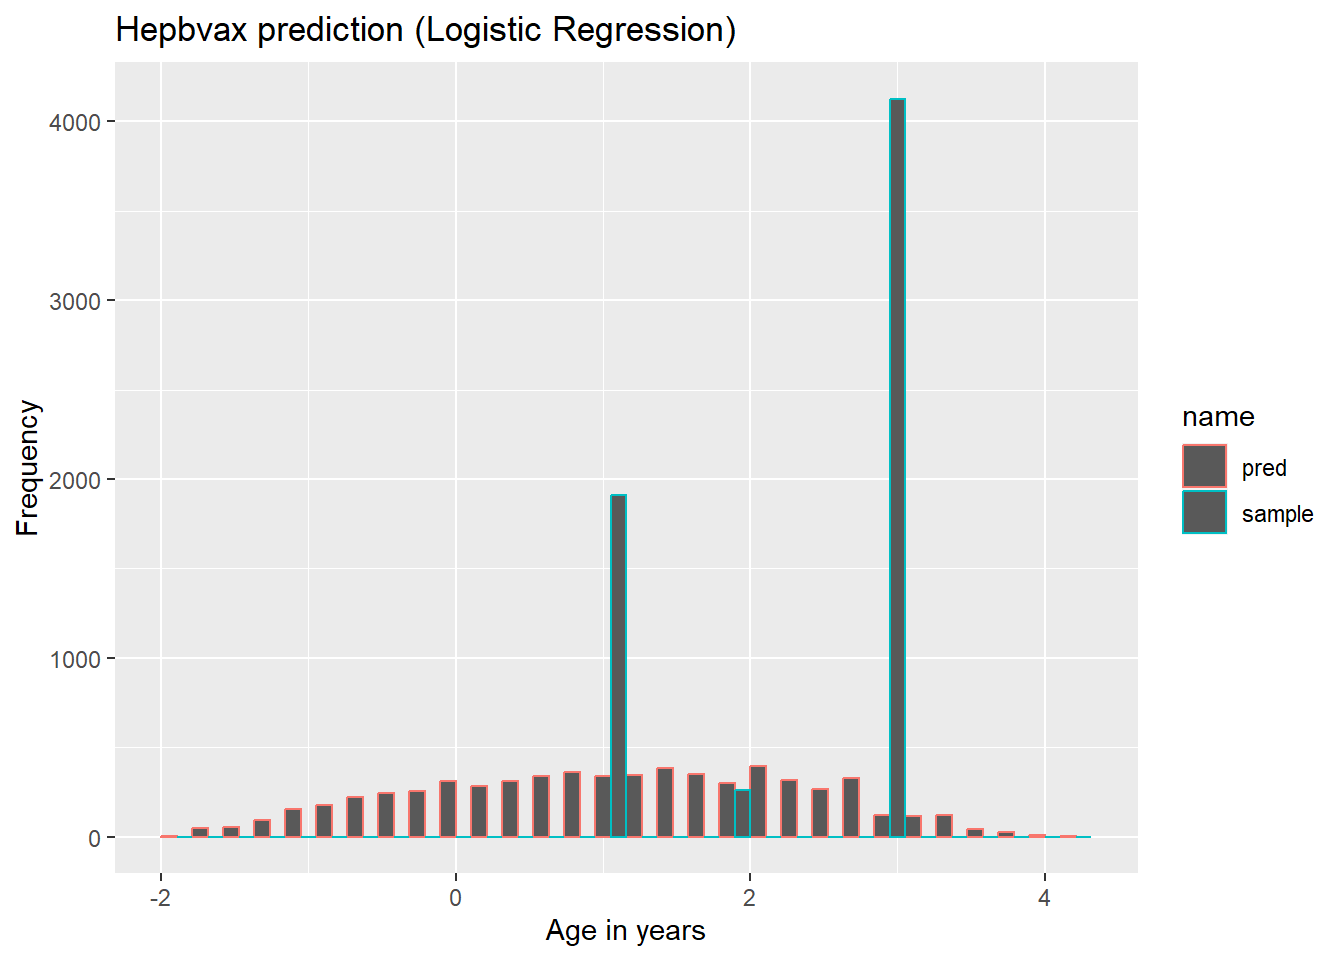 Hepbvax prediction (Logistic Regression)
4000
3000
2000
1000
0
Frequency
-2
0
2
4
Age in years
name
pred
sample